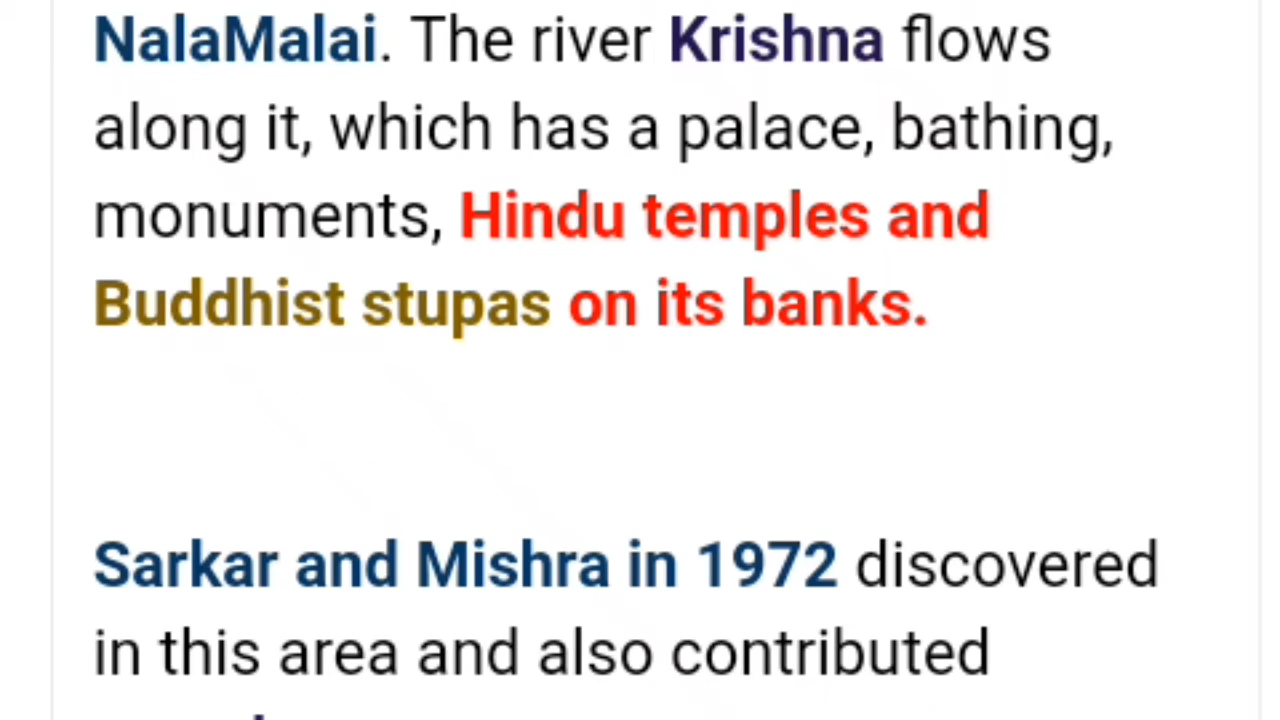 NalaMalai. The river Krishna flows
along it, which has a palace, bathing,
monuments, Hindu temples and
Buddhist stupas on its banks.
Sarkar and Mishra in 1972 discovered
in this area and also contributed